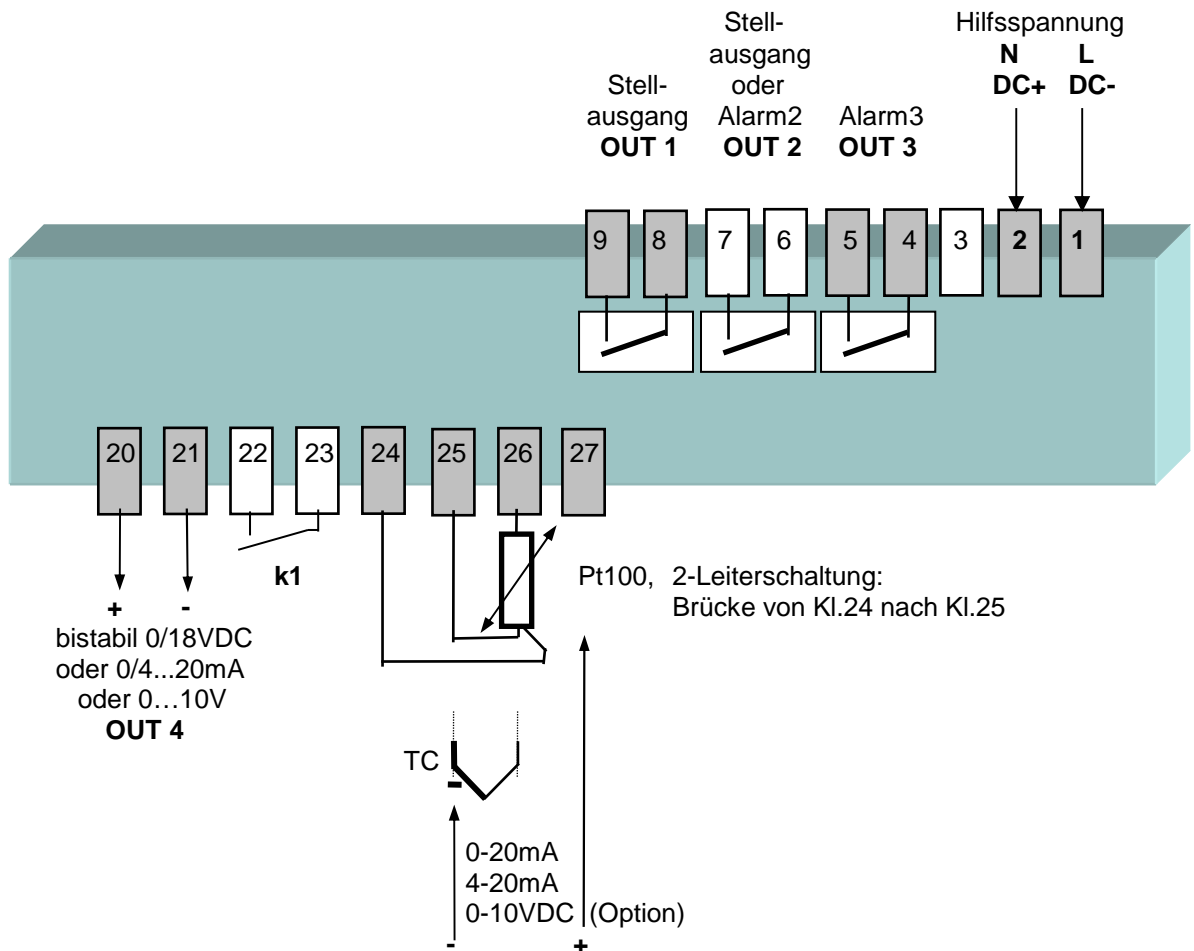 Stell-
ausgang
oder
Alarm2
OUT 2
Hilfsspannung
N L
DC+ DC-
Stell-
ausgang
OUT 1
Alarm3
OUT 3
9 8 7 6 5 4 3 2 1
20 21 22 23 24 25 26 27
k1
+ -
bistabil 0/18VDC
oder 0/4...20mA
oder 0…10V
OUT 4
Pt100, 2-Leiterschaltung:
Brücke von Kl.24 nach Kl.25
TC
-
0-20mA
4-20mA
0-10VDC (Option)
- +